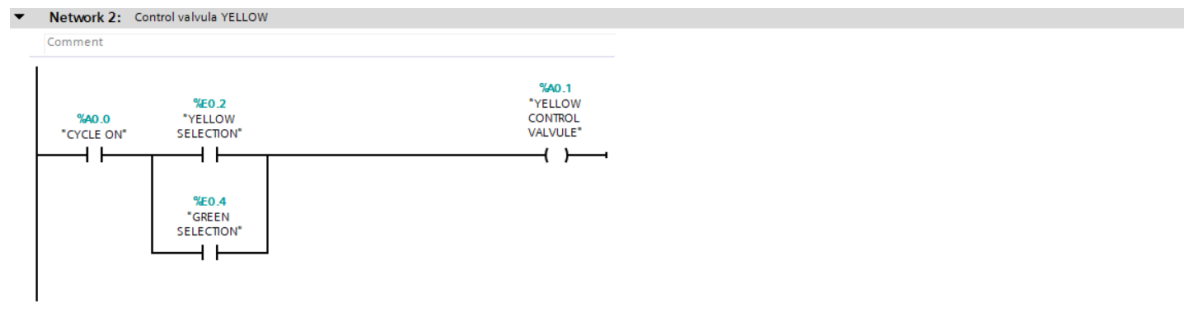 Network 2: Control valvula YELLOW
Comment
%A0.0
"CYCLE ON"
%E0.2
"YELLOW
SELECTION"
%A0.1
"YELLOW
CONTROL
VALVULE"
%E0.4
"GREEN
SELECTION"